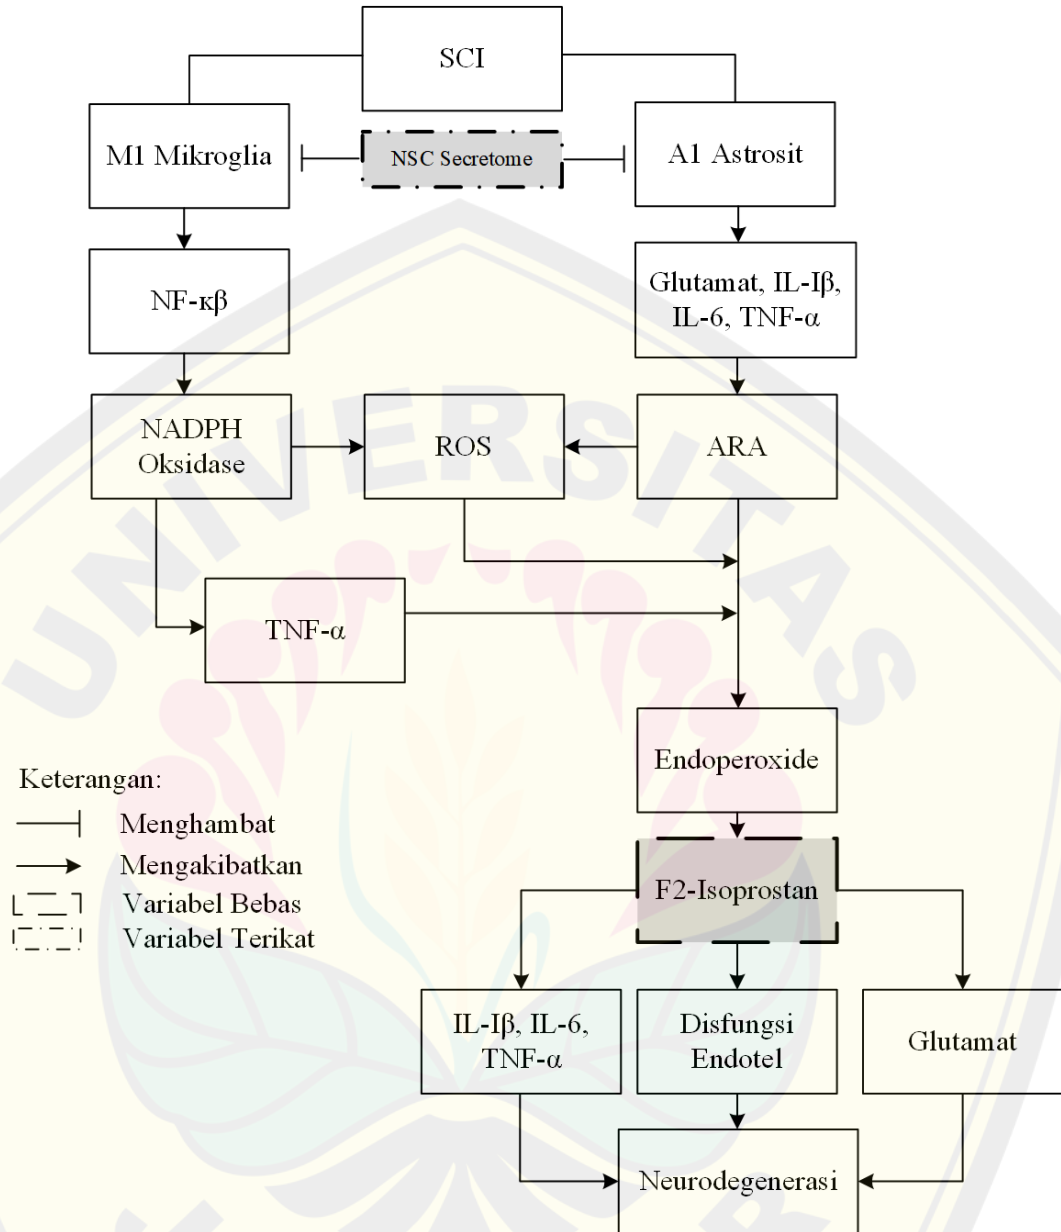 SCI
M1 Mikroglia
NSC Secretome
A1 Astrosit
NF-κβ
Glutamat, IL-Iβ,
IL-6, TNF-α
NADPH
Oksidase
ROS
ARA
TNF-α
Endoperoxide
Keterangan:
Menghambat
Mengakibatkan
Variabel Bebas
Variabel Terikat
F2-Isoprostan
IL-Iβ, IL-6,
TNF-α
Disfungsi
Endotel
Glutamat
Neurodegenerasi
UNIVERSITAS